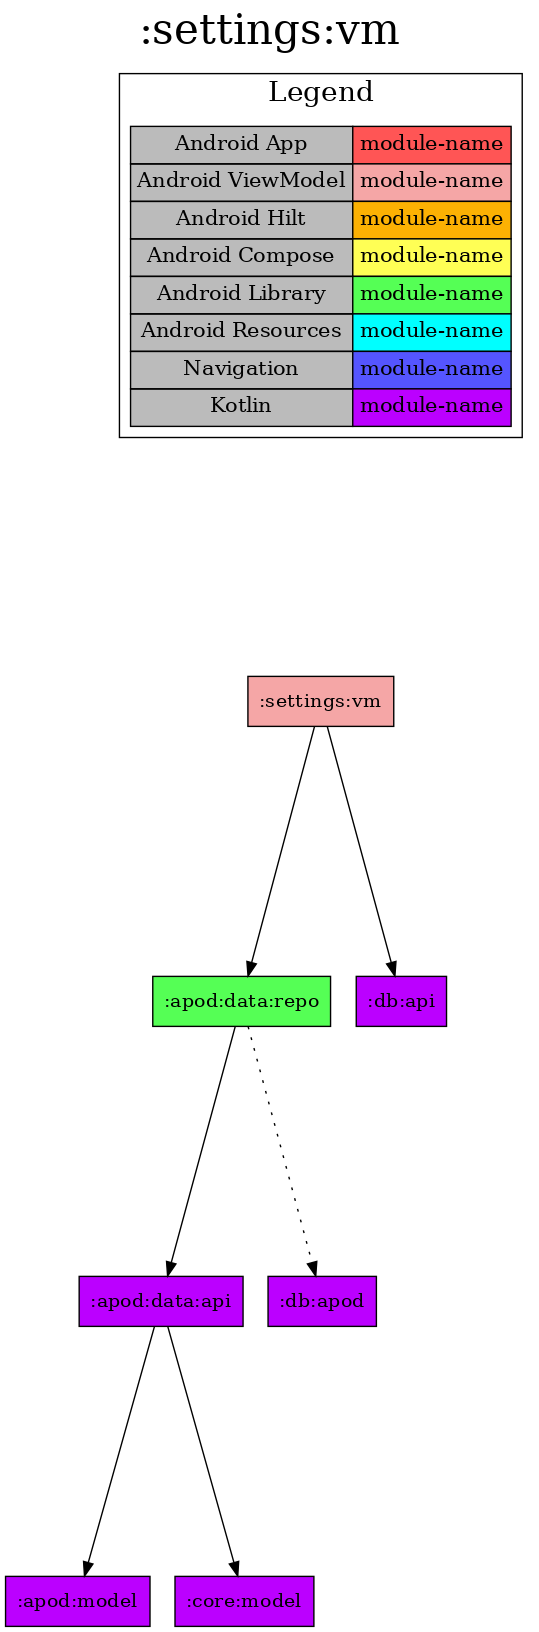 :settings:vm
Legend
Android App module-name
Android ViewModel module-name
Android Hilt module-name
Android Compose module-name
Android Library module-name
Android Resources module-name
Navigation module-name
Kotlin module-name
:settings:vm
:apod:data:repo :db:api
:apod:data:api :db:apod
:apod:model :core:model